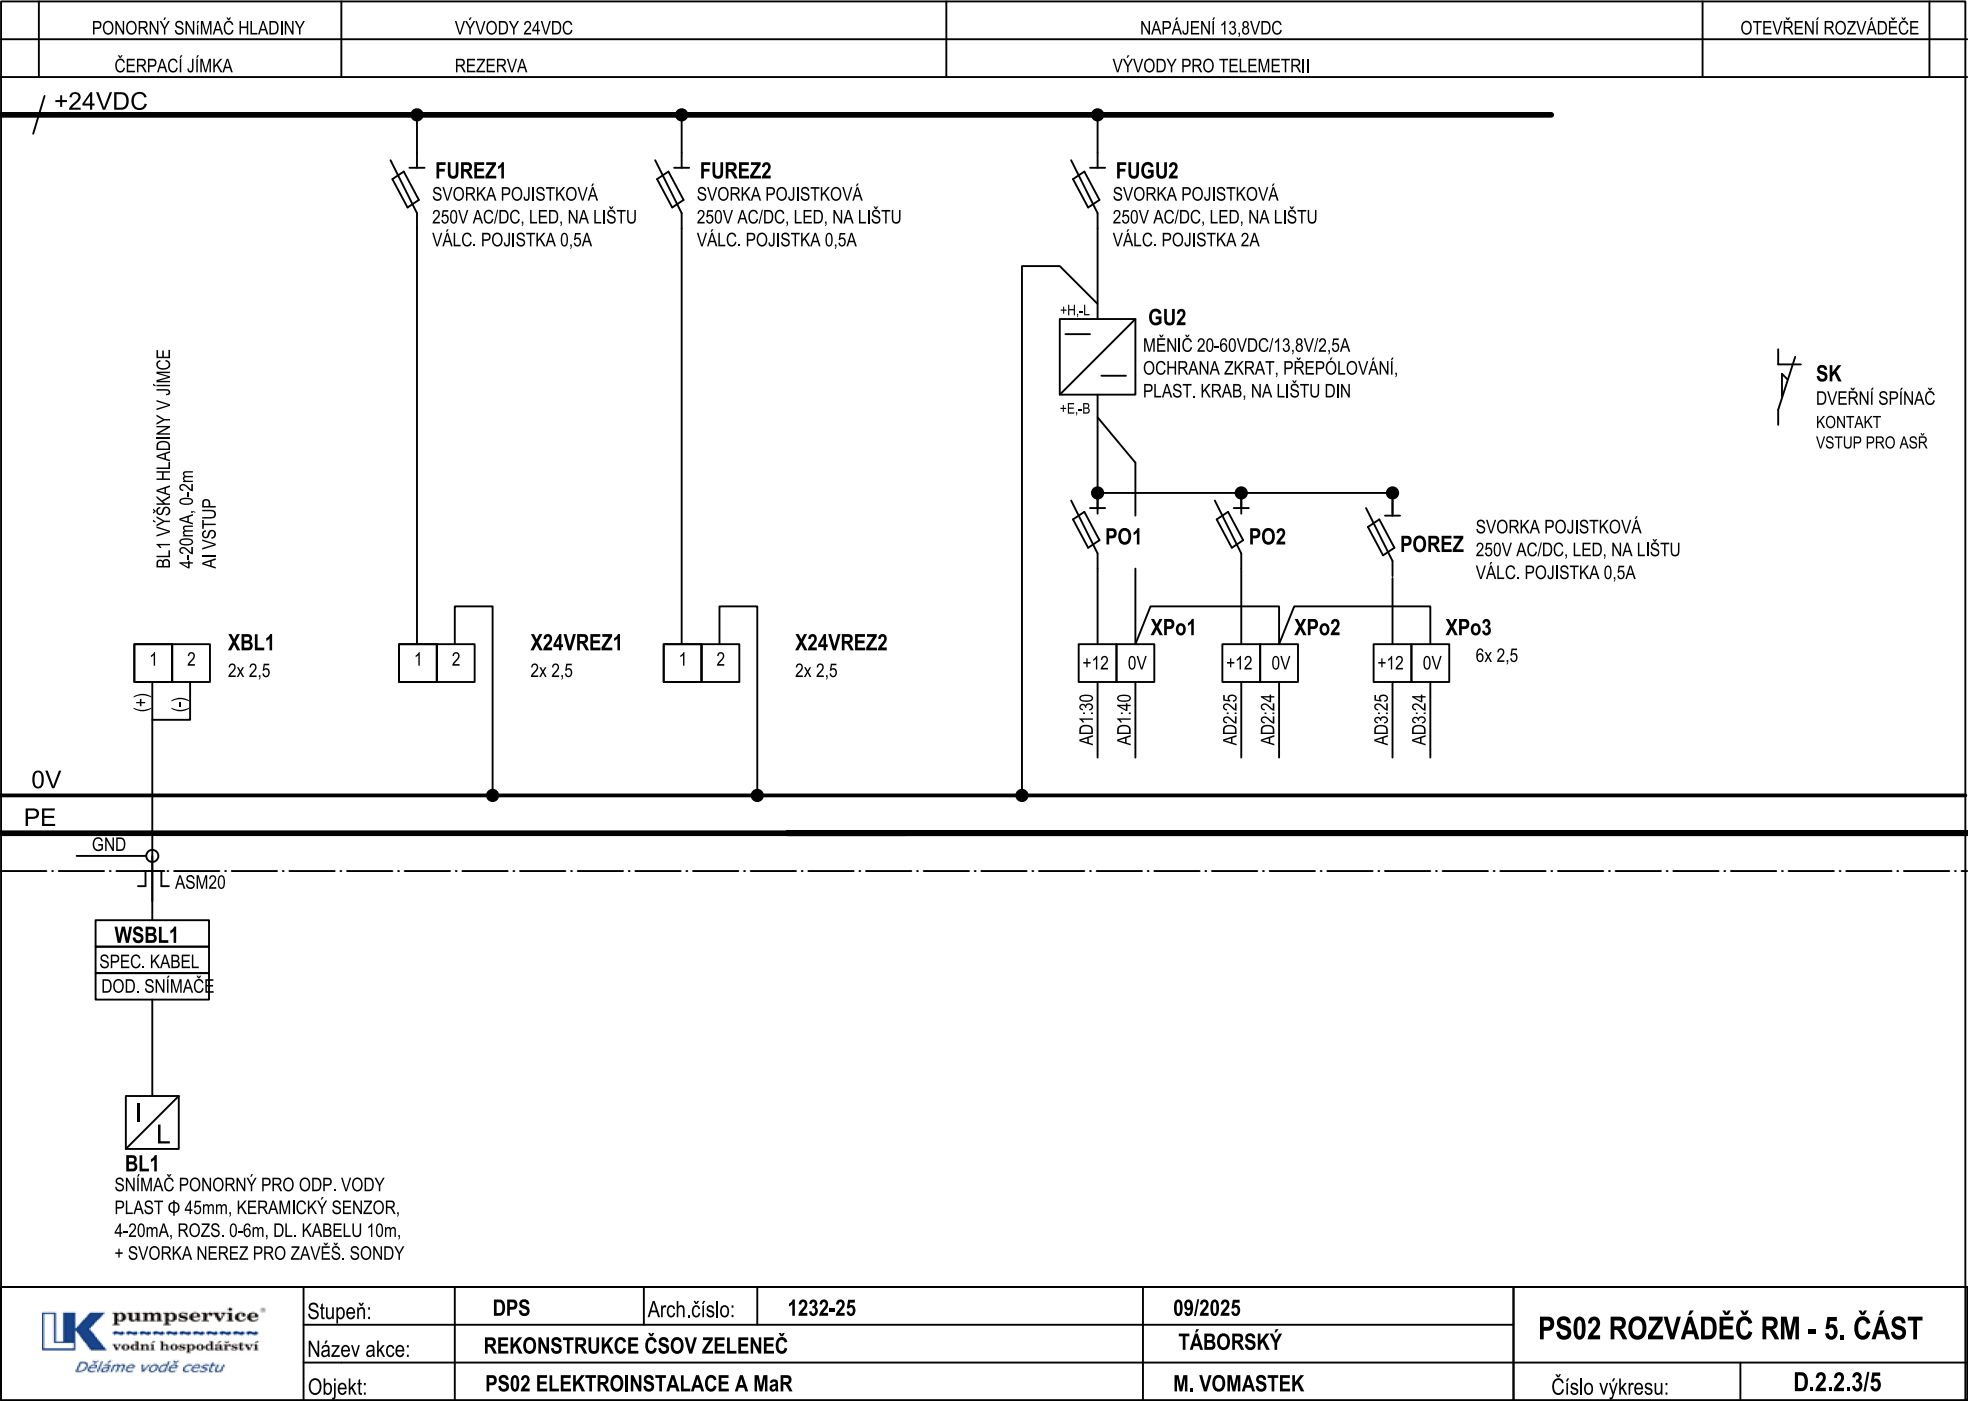 PONORNÝ SNíMAČ HLADINY
VÝVODY 24VDC
NAPÁJENÍ 13,8VDC
OTEVŘENÍ ROZVÁDĚČE
ČERPACÍ JÍMKA
REZERVA
VÝVODY PRO TELEMETRII
+24VDC
FUREZ1
SVORKA POJISTKOVÁ
250V AC/DC, LED, NA LIŠTU
VÁLC. POJISTKA 0,5A
FUREZ2
SVORKA POJISTKOVÁ
250V AC/DC, LED, NA LIŠTU
VÁLC. POJISTKA 0,5A
FUGU2
SVORKA POJISTKOVÁ
250V AC/DC, LED, NA LIŠTU
VÁLC. POJISTKA 2A
+H,-L
GU2
MĚNIČ 20-60VDC/13,8V/2,5A
OCHRANA ZKRAT, PŘEPÓLOVÁNÍ,
PLAST. KRAB, NA LIŠTU DIN
+E,-B
SK
DVEŘNÍ SPÍNAČ
KONTAKT
VSTUP PRO ASŘ
BL1 VÝŠKA HLADINY V JÍMCE
4-20mA, 0-2m
AI VSTUP
PO1
PO2
POREZ
SVORKA POJISTKOVÁ
250V AC/DC, LED, NA LIŠTU
VÁLC. POJISTKA 0,5A
1
2
XBL1
2x 2,5
(+)
(-)
1
2
X24VREZ1
2x 2,5
1
2
X24VREZ2
2x 2,5
XPo1
+12
0V
XPo2
+12
0V
XPo3
+12
0V
6x 2,5
AD1:30
AD1:40
AD2:25
AD2:24
AD3:25
AD3:24
0V
PE
GND
ASM20
WSBL1
SPEC. KABEL
DOD. SNÍMAČE
I
L
BL1
SNÍMAČ PONORNÝ PRO ODP. VODY
PLAST Φ 45mm, KERAMICKÝ SENZOR,
4-20mA, ROZS. 0-6m, DL. KABELU 10m,
+ SVORKA NEREZ PRO ZAVĚŠ. SONDY
LK pumpservice®
vodní hospodářství
Děláme vodě cestu
Stupeň:
DPS
Arch.číslo:
1232-25
09/2025
Název akce:
REKONSTRUKCE ČSOV ZELENEČ
TÁBORSKÝ
Objekt:
PS02 ELEKTROINSTALACE A MaR
M. VOMASTEK
PS02 ROZVÁDĚČ RM - 5. ČÁST
Číslo výkresu:
D.2.2.3/5